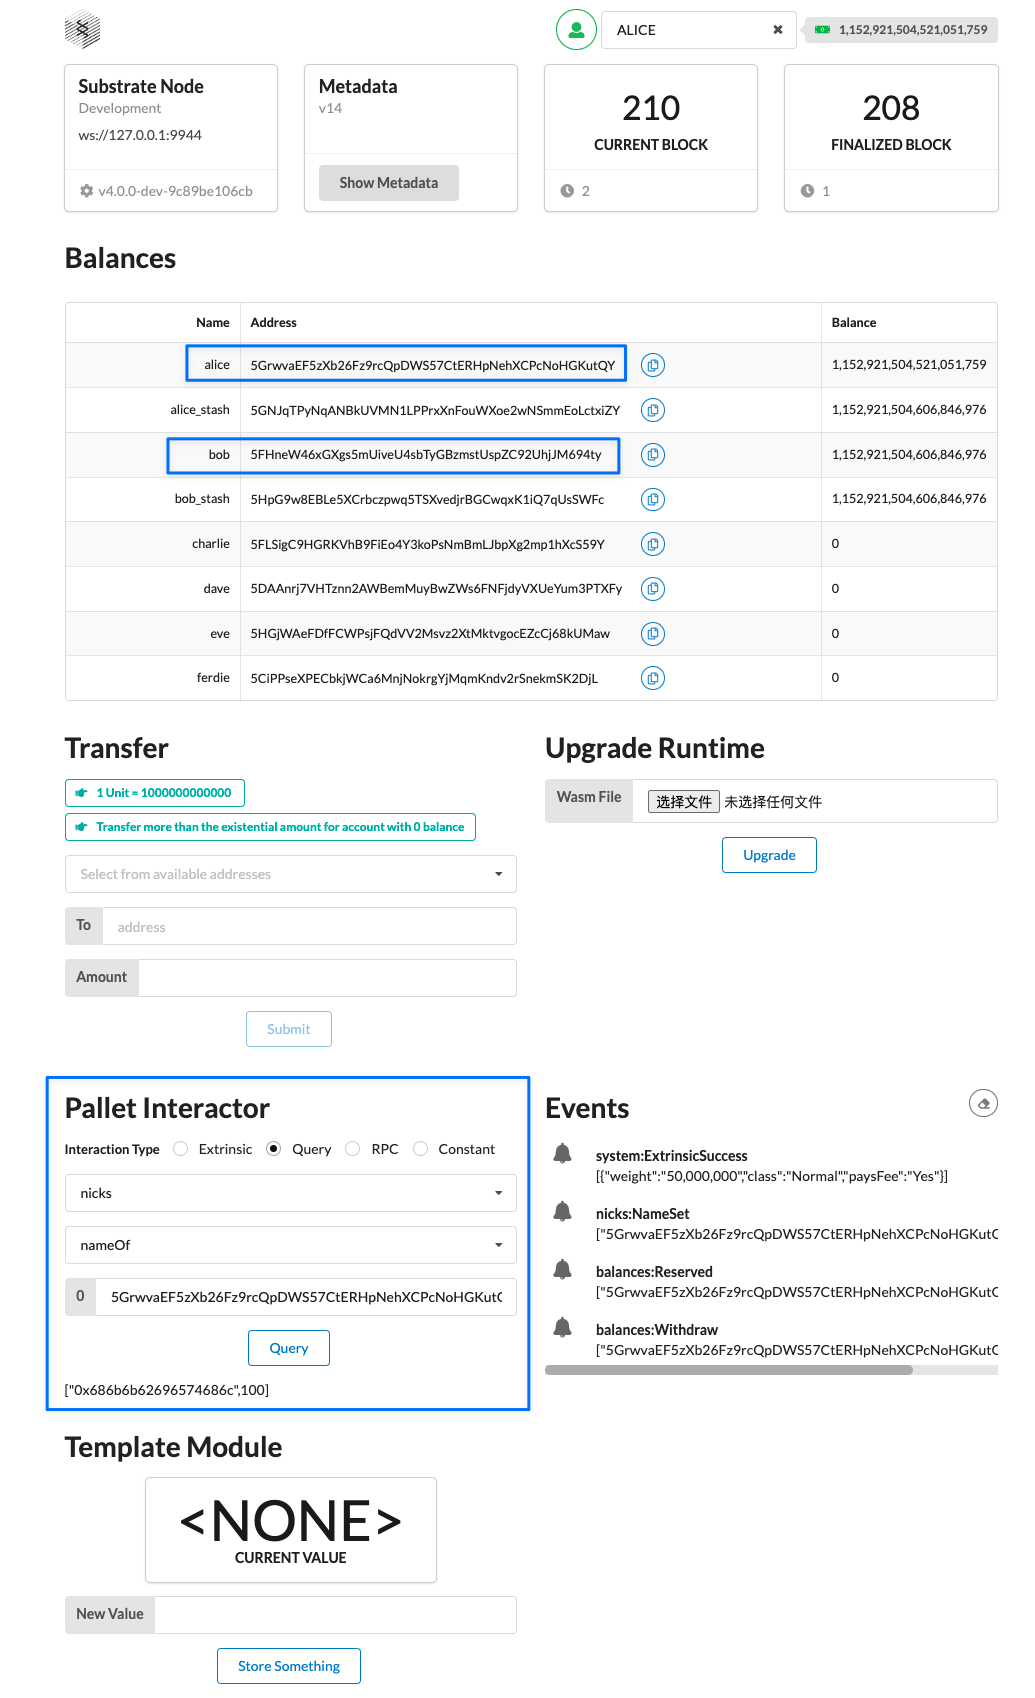 ALICE
1,152,921,504,521,051,759
Substrate Node
Development
ws://127.0.0.1:9944
v4.0.0-dev-9c89be106cb
Metadata
v14
Show Metadata
210
CURRENT BLOCK
2
208
FINALIZED BLOCK
1
Balances
Name Address Balance
alice 5GrwvaEF5zXb26Fz9rcQpDWS57CtERHpNehXCPcNoHGKutQY 1,152,921,504,521,051,759
alice_stash 5GNJqTPyNqANBkUVMN1LPPrxXnFouWXoe2wNSmmEoLctxiZY 1,152,921,504,606,846,976
bob 5FHneW46xGXgs5mUiveU4sbTyGBzmstUspZC92UhjJM694ty 1,152,921,504,606,846,976
bob_stash 5HpG9w8EBLe5XCrbczpwq5TSXvedjrBGCwqxK1iQ7qUsSWFc 1,152,921,504,606,846,976
charlie 5FLSigC9HGRKVhB9FiEo4Y3koPsNmBmLJbpXg2mp1hXcS59Y 0
dave 5DAAnrj7VHTznn2AWBemMuyBwZWs6FNFjdyVXUeYum3PTXFy 0
eve 5HGjWAeFDfFCWPsjFQdVV2Msvz2XtMktvgocEZcCj68kUMaw 0
ferdie 5CiPPseXPECbkjWCa6MnjNokrgYjMqmKndv2rSnekmSK2DjL 0
Transfer
1 Unit = 1000000000000
Transfer more than the existential amount for account with 0 balance
Select from available addresses
To address
Amount
Submit
Upgrade Runtime
Wasm File 选择文件 未选择任何文件
Upgrade
Pallet Interactor
Interaction Type Extrinsic Query RPC Constant
nicks
nameOf
0 5GrwvaEF5zXb26Fz9rcQpDWS57CtERHpNehXCPcNoHGKutQ
Query
["0x686b6b62696574686c",100]
Events
system:ExtrinsicSuccess
[{"weight":"50,000,000","class":"Normal","paysFee":"Yes"}]
nicks:NameSet
["5GrwvaEF5zXb26Fz9rcQpDWS57CtERHpNehXCPcNoHGKutQ
balances:Reserved
["5GrwvaEF5zXb26Fz9rcQpDWS57CtERHpNehXCPcNoHGKutQ
balances:Withdraw
["5GrwvaEF5zXb26Fz9rcQpDWS57CtERHpNehXCPcNoHGKutQ
Template Module
<NONE>
CURRENT VALUE
New Value
Store Something